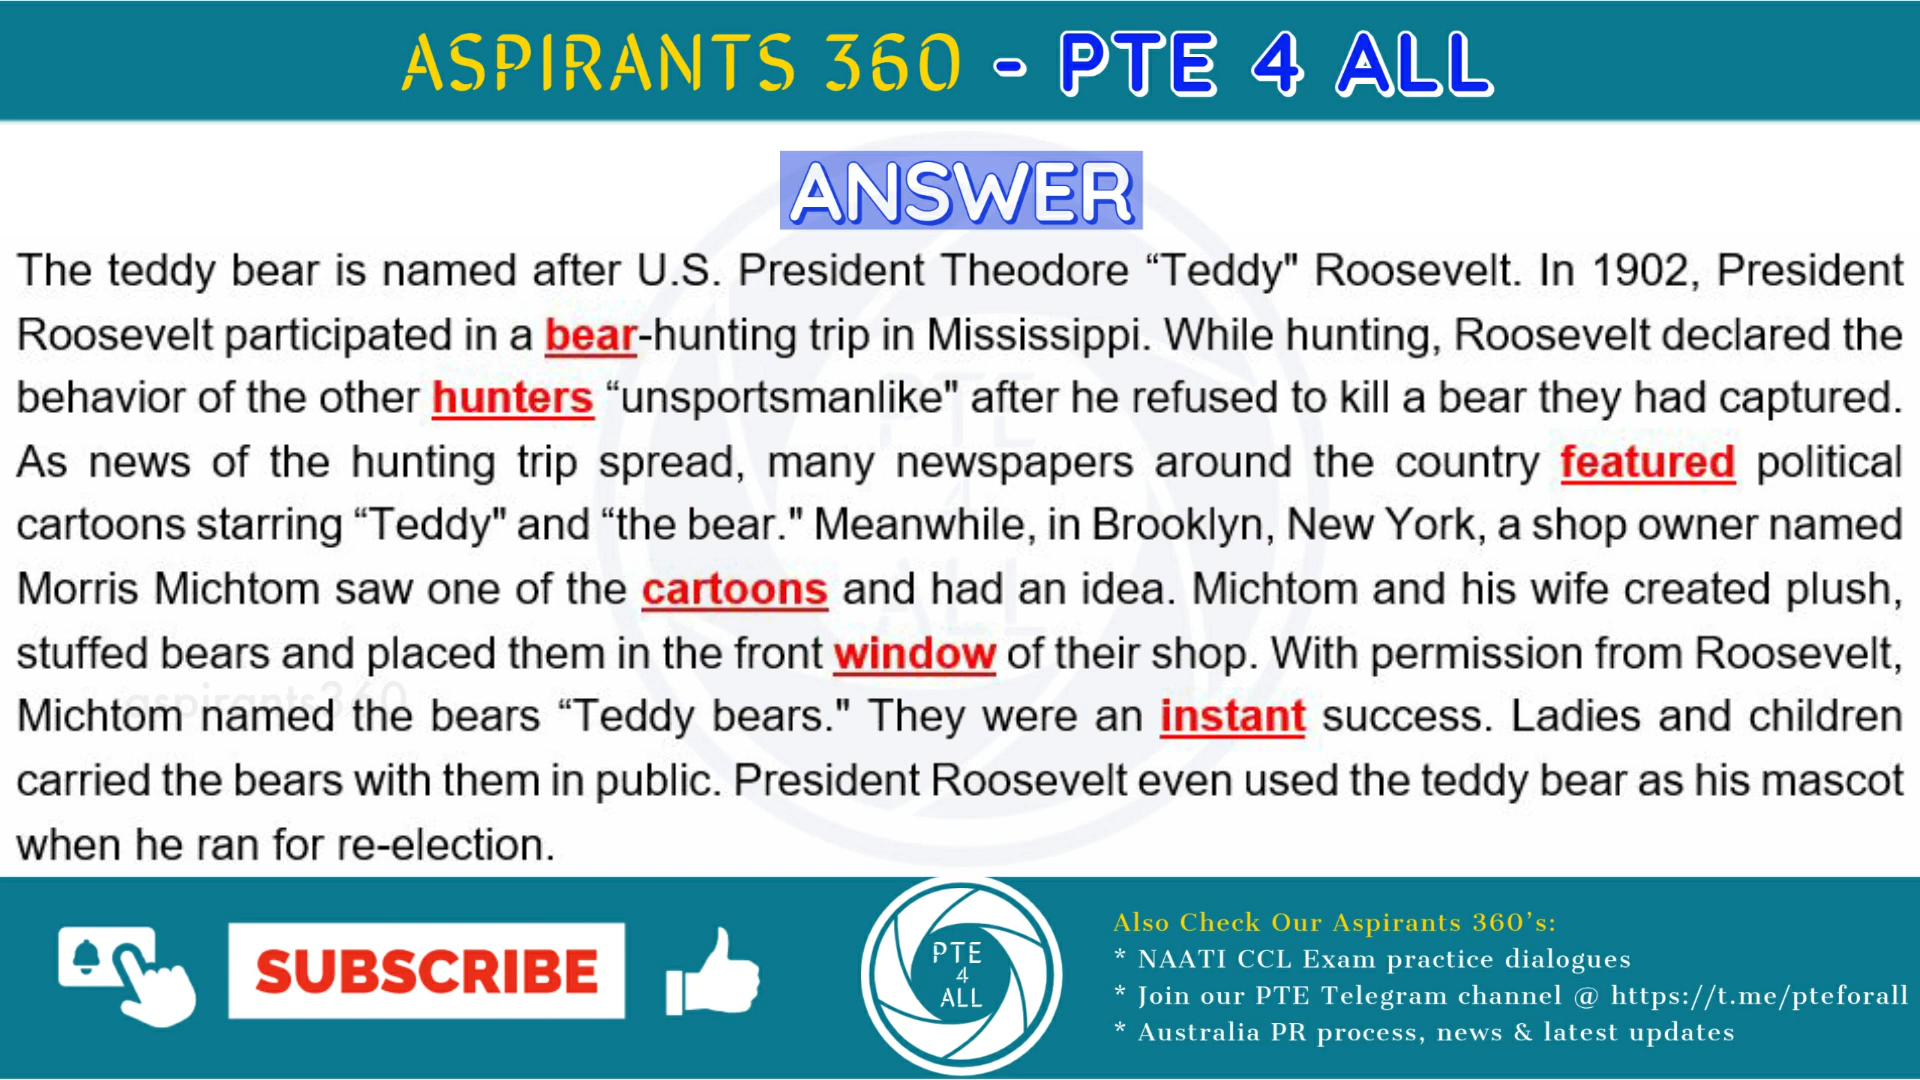 ASPIRANTS 360 - PTE 4 ALL
ANSWER
The teddy bear is named after U.S. President Theodore “Teddy" Roosevelt. In 1902, President
Roosevelt participated in a bear-hunting trip in Mississippi. While hunting, Roosevelt declared the
behavior of the other hunters “unsportsmanlike" after he refused to kill a bear they had captured.
As news of the hunting trip spread, many newspapers around the country featured political
cartoons starring “Teddy" and “the bear." Meanwhile, in Brooklyn, New York, a shop owner named
Morris Michtom saw one of the cartoons and had an idea. Michtom and his wife created plush,
stuffed bears and placed them in the front window of their shop. With permission from Roosevelt,
aspirants360
Michtom named the bears “Teddy bears." They were an instant success. Ladies and children
carried the bears with them in public. President Roosevelt even used the teddy bear as his mascot
when he ran for re-election.
SUBSCRIBE
PTE
4
ALL
Also Check Our Aspirants 360's:
* NAATI CCL Exam practice dialogues
* Join our PTE Telegram channel @ https://t.me/pteforall
* Australia PR process, news & latest updates